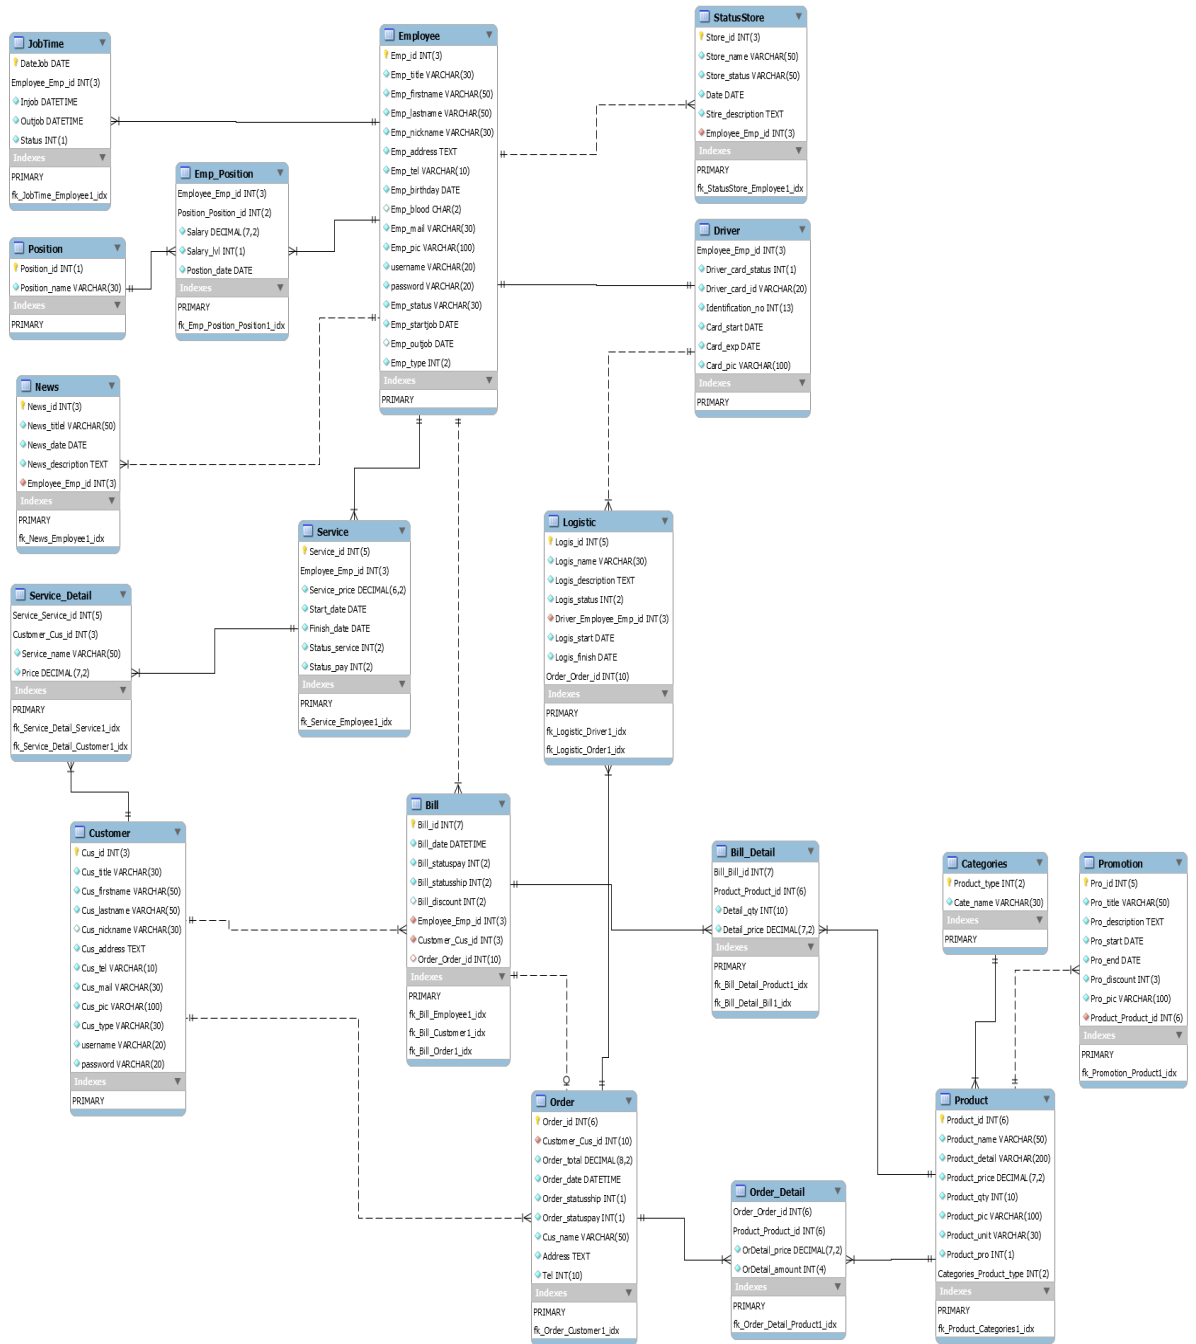 JobTime
DateJob DATE
Employee_Emp_id INT(3)
Injob DATETIME
Outjob DATETIME
Status INT(1)
Indexes
PRIMARY
fk_JobTime_Employee1_idx
Employee
Emp_id INT(3)
Emp_title VARCHAR(30)
Emp_firstname VARCHAR(50)
Emp_lastname VARCHAR(50)
Emp_nickname VARCHAR(30)
Emp_address TEXT
Emp_tel VARCHAR(10)
Emp_birthday DATE
Emp_blood CHAR(2)
Emp_mail VARCHAR(30)
Emp_pic VARCHAR(100)
username VARCHAR(20)
password VARCHAR(20)
Emp_status VARCHAR(30)
Emp_startjob DATE
Emp_outjob DATE
Emp_type INT(2)
Indexes
PRIMARY
StatusStore
Store_id INT(3)
Store_name VARCHAR(50)
Store_status VARCHAR(50)
Date DATE
Stire_description TEXT
Employee_Emp_id INT(3)
Indexes
PRIMARY
fk_StatusStore_Employee1_idx
Emp_Position
Employee_Emp_id INT(3)
Position_Position_id INT(2)
Salary DECIMAL(7,2)
Salary_lvl INT(1)
Postion_date DATE
Indexes
PRIMARY
fk_Emp_Position_Position1_idx
Position
Position_id INT(1)
Position_name VARCHAR(30)
Indexes
PRIMARY
Driver
Employee_Emp_id INT(3)
Driver_card_status INT(1)
Driver_card_id VARCHAR(20)
Identification_no INT(13)
Card_start DATE
Card_exp DATE
Card_pic VARCHAR(100)
Indexes
PRIMARY
News
News_id INT(3)
News_titlel VARCHAR(50)
News_date DATE
News_description TEXT
Employee_Emp_id INT(3)
Indexes
PRIMARY
fk_News_Employee1_idx
Service
Service_id INT(5)
Employee_Emp_id INT(3)
Service_price DECIMAL(6,2)
Start_date DATE
Finish_date DATE
Status_service INT(2)
Status_pay INT(2)
Indexes
PRIMARY
fk_Service_Employee1_idx
Logistic
Logis_id INT(5)
Logis_name VARCHAR(30)
Logis_description TEXT
Logis_status INT(2)
Driver_Employee_Emp_id INT(3)
Logis_start DATE
Logis_finish DATE
Order_Order_id INT(10)
Indexes
PRIMARY
fk_Logistic_Driver1_idx
fk_Logistic_Order1_idx
Service_Detail
Service_Service_id INT(5)
Customer_Cus_id INT(3)
Service_name VARCHAR(50)
Price DECIMAL(7,2)
Indexes
PRIMARY
fk_Service_Detail_Service1_idx
fk_Service_Detail_Customer1_idx
Customer
Cus_id INT(3)
Cus_title VARCHAR(30)
Cus_firstname VARCHAR(50)
Cus_lastname VARCHAR(50)
Cus_nickname VARCHAR(30)
Cus_address TEXT
Cus_tel VARCHAR(10)
Cus_mail VARCHAR(30)
Cus_pic VARCHAR(100)
Cus_type VARCHAR(30)
username VARCHAR(20)
password VARCHAR(20)
Indexes
PRIMARY
Bill
Bill_id INT(7)
Bill_date DATETIME
Bill_statuspay INT(2)
Bill_statusship INT(2)
Bill_discount INT(2)
Employee_Emp_id INT(3)
Customer_Cus_id INT(3)
Order_Order_id INT(10)
Indexes
PRIMARY
fk_Bill_Employee1_idx
fk_Bill_Customer1_idx
fk_Bill_Order1_idx
Bill_Detail
Bill_Bill_id INT(7)
Product_Product_id INT(6)
Detail_qty INT(10)
Detail_price DECIMAL(7,2)
Indexes
PRIMARY
fk_Bill_Detail_Product1_idx
fk_Bill_Detail_Bill1_idx
Categories
Product_type INT(2)
Cate_name VARCHAR(30)
Indexes
PRIMARY
Promotion
Pro_id INT(5)
Pro_title VARCHAR(50)
Pro_description TEXT
Pro_start DATE
Pro_end DATE
Pro_discount INT(3)
Pro_pic VARCHAR(100)
Product_Product_id INT(6)
Indexes
PRIMARY
fk_Promotion_Product1_idx
Order
Order_id INT(6)
Customer_Cus_id INT(10)
Order_total DECIMAL(8,2)
Order_date DATETIME
Order_statusship INT(1)
Order_statuspay INT(1)
Cus_name VARCHAR(50)
Address TEXT
Tel INT(10)
Indexes
PRIMARY
fk_Order_Customer1_idx
Order_Detail
Order_Order_id INT(6)
Product_Product_id INT(6)
OrDetail_price DECIMAL(7,2)
OrDetail_amount INT(4)
Indexes
PRIMARY
fk_Order_Detail_Product1_idx
Product
Product_id INT(6)
Product_name VARCHAR(50)
Product_detail VARCHAR(200)
Product_price DECIMAL(7,2)
Product_qty INT(10)
Product_pic VARCHAR(100)
Product_unit VARCHAR(30)
Product_pro INT(1)
Categories_Product_type INT(2)
Indexes
PRIMARY
fk_Product_Categories1_idx